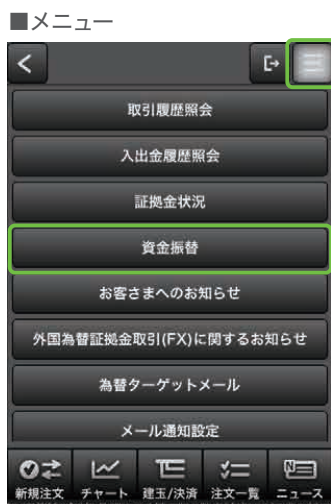 ■メニュー
取引履歴照会
入出金履歴照会
証拠金状況
資金振替
お客さまへのお知らせ
外国為替証拠金取引(FX)に関するお知らせ
為替ターゲットメール
メール通知設定
新規注文 チャート 建玉/決済 注文一覧 ニュース